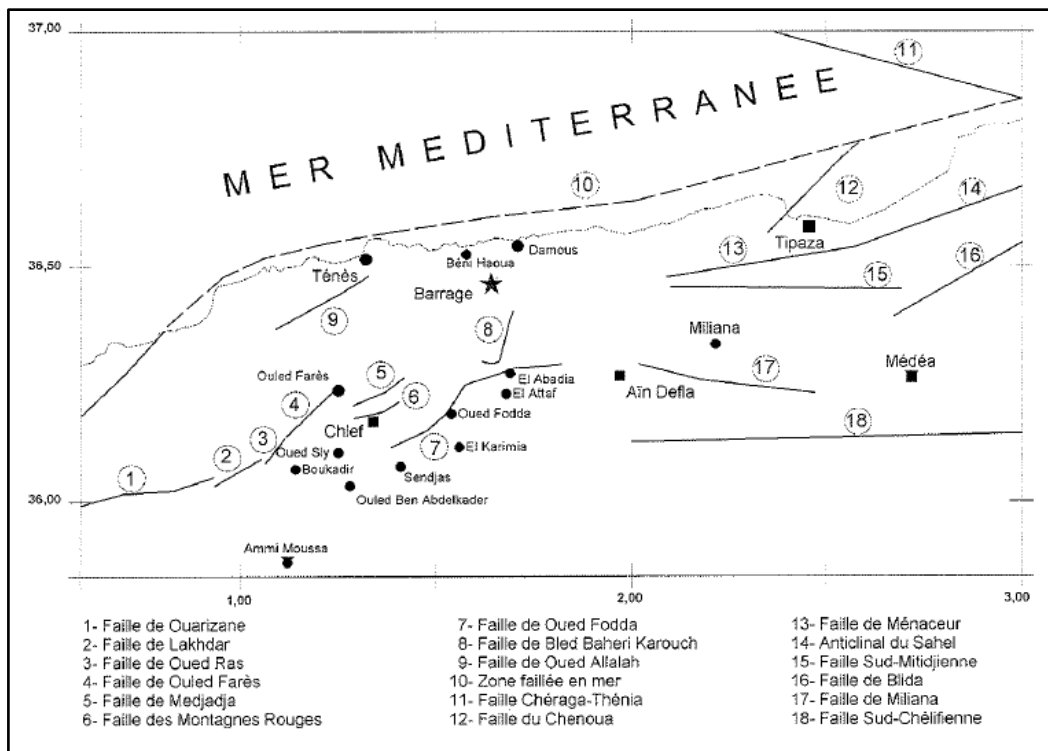 37,00
11
MER MEDITERRANEE
10
12
14
Tipaza
13
Damous
Béni Haoua
16
36,50
Ténès
15
Barrage
9
8
Miliana
Ouled Farès
5
El Abadia
17
Médéa
4
6
El Attaf
Aïn Defla
Chlef
Oued Fodda
18
3
Oued Sly
7
El Karimia
2
Boukadir
Sendjas
1
Ouled Ben Abdelkader
36,00
Ammi Moussa
1,00
2,00
3,00
1- Faille de Ouarizane
2- Faille de Lakhdar
3- Faille de Oued Ras
4- Faille de Ouled Farès
5- Faille de Medjadja
6- Faille des Montagnes Rouges
7- Faille de Oued Fodda
8- Faille de Bled Baheri Karouch
9- Faille de Oued Allalah
10- Zone faillée en mer
11- Faille Chéraga-Thénia
12- Faille du Chenoua
13- Faille de Ménaceur
14- Anticlinal du Sahel
15- Faille Sud-Mitidjienne
16- Faille de Blida
17- Faille de Miliana
18- Faille Sud-Chélifienne